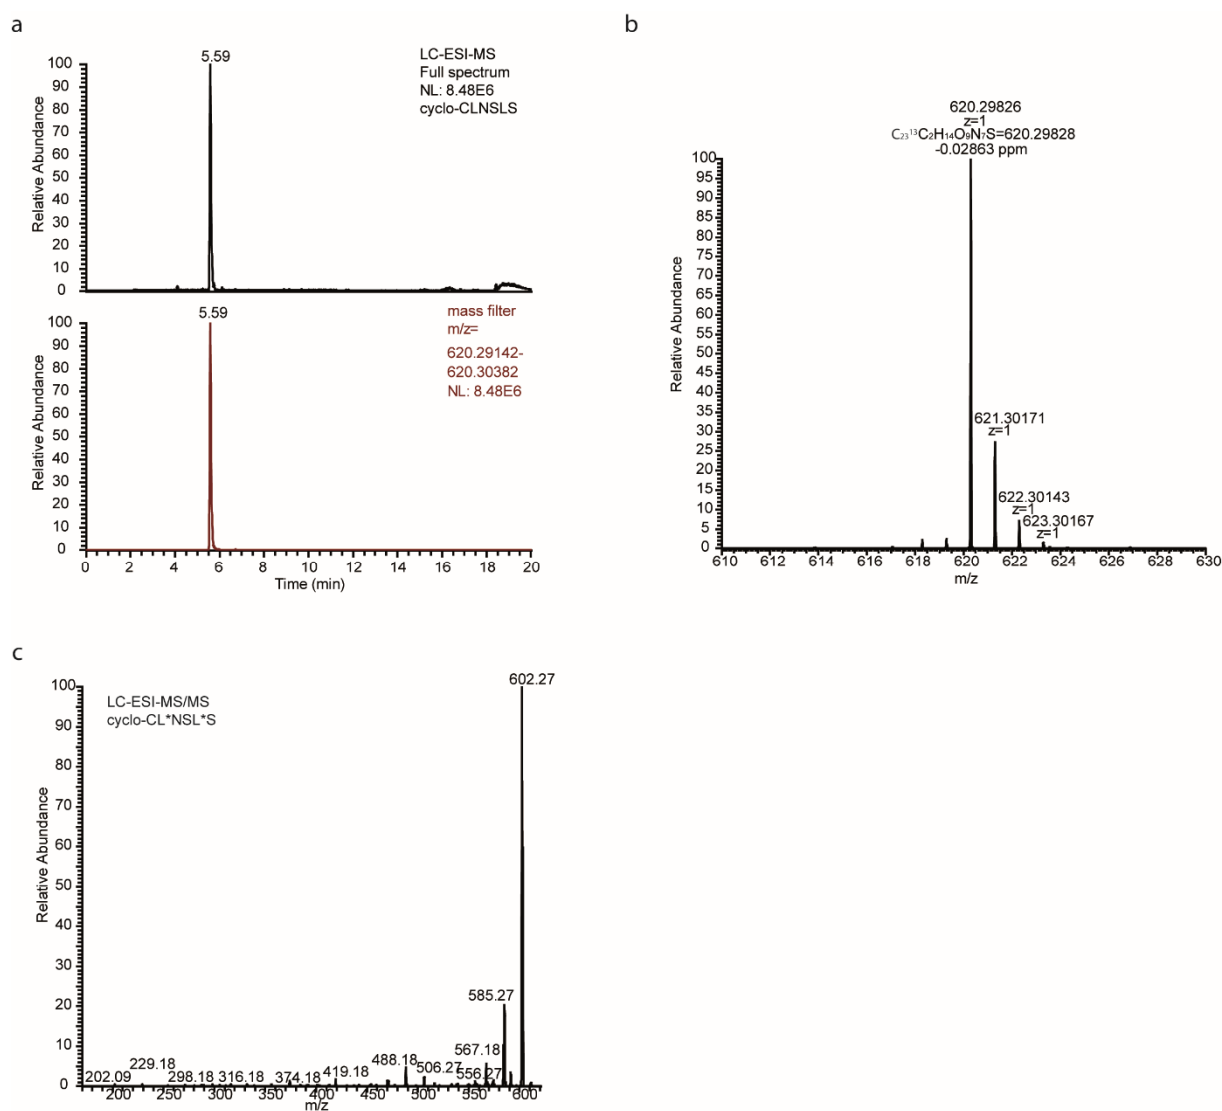 a
5.59
LC-ESI-MS
Full spectrum
NL: 8.48E6
cyclo-CLNSLS
Relative Abundance
100
90
80
70
60
50
40
30
20
10
0
5.59
mass filter
m/z=
620.29142-
620.30382
NL: 8.48E6
Relative Abundance
100
90
80
70
60
50
40
30
20
10
0
0 2 4 6 8 10 12 14 16 18 20
Time (min)
b
620.29826
z=1
C₂₃¹³C₂H₁₄O₉N₇S=620.29828
-0.02863 ppm
Relative Abundance
100
95
90
85
80
75
70
65
60
55
50
45
40
35
30
25
20
15
10
5
0
621.30171
z=1
622.30143
z=1
623.30167
z=1
610 612 614 616 618 620 622 624 626 628 630
m/z
c
602.27
LC-ESI-MS/MS
cyclo-CL*NSL*S
Relative Abundance
100
90
80
70
60
50
40
30
20
10
0
585.27
567.18
488.18
506.27
556.27
229.18
419.18
202.09
298.18
316.18
374.18
200 250 300 350 400 450 500 550 600
m/z